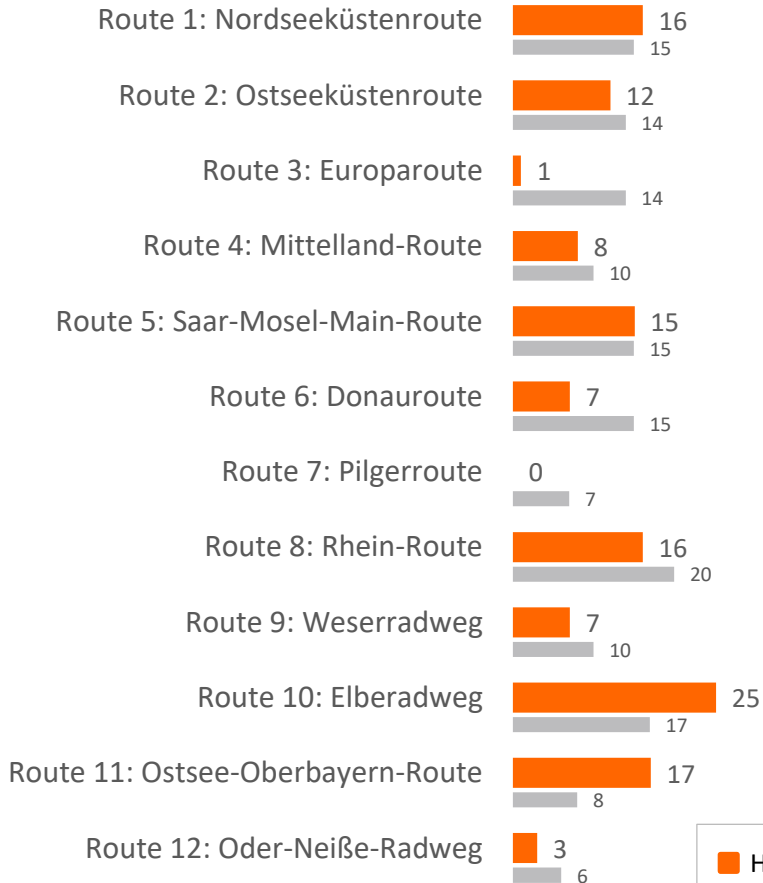 Route 1: Nordseeküstenroute 16
15
Route 2: Ostseeküstenroute 12
14
Route 3: Europaroute 1
14
Route 4: Mittelland-Route 8
10
Route 5: Saar-Mosel-Main-Route 15
15
Route 6: Donauroute 7
15
Route 7: Pilgerroute 0
7
Route 8: Rhein-Route 16
20
Route 9: Weserradweg 7
10
Route 10: Elberadweg 25
17
Route 11: Ostsee-Oberbayern-Route 17
8
Route 12: Oder-Neiße-Radweg 3
6